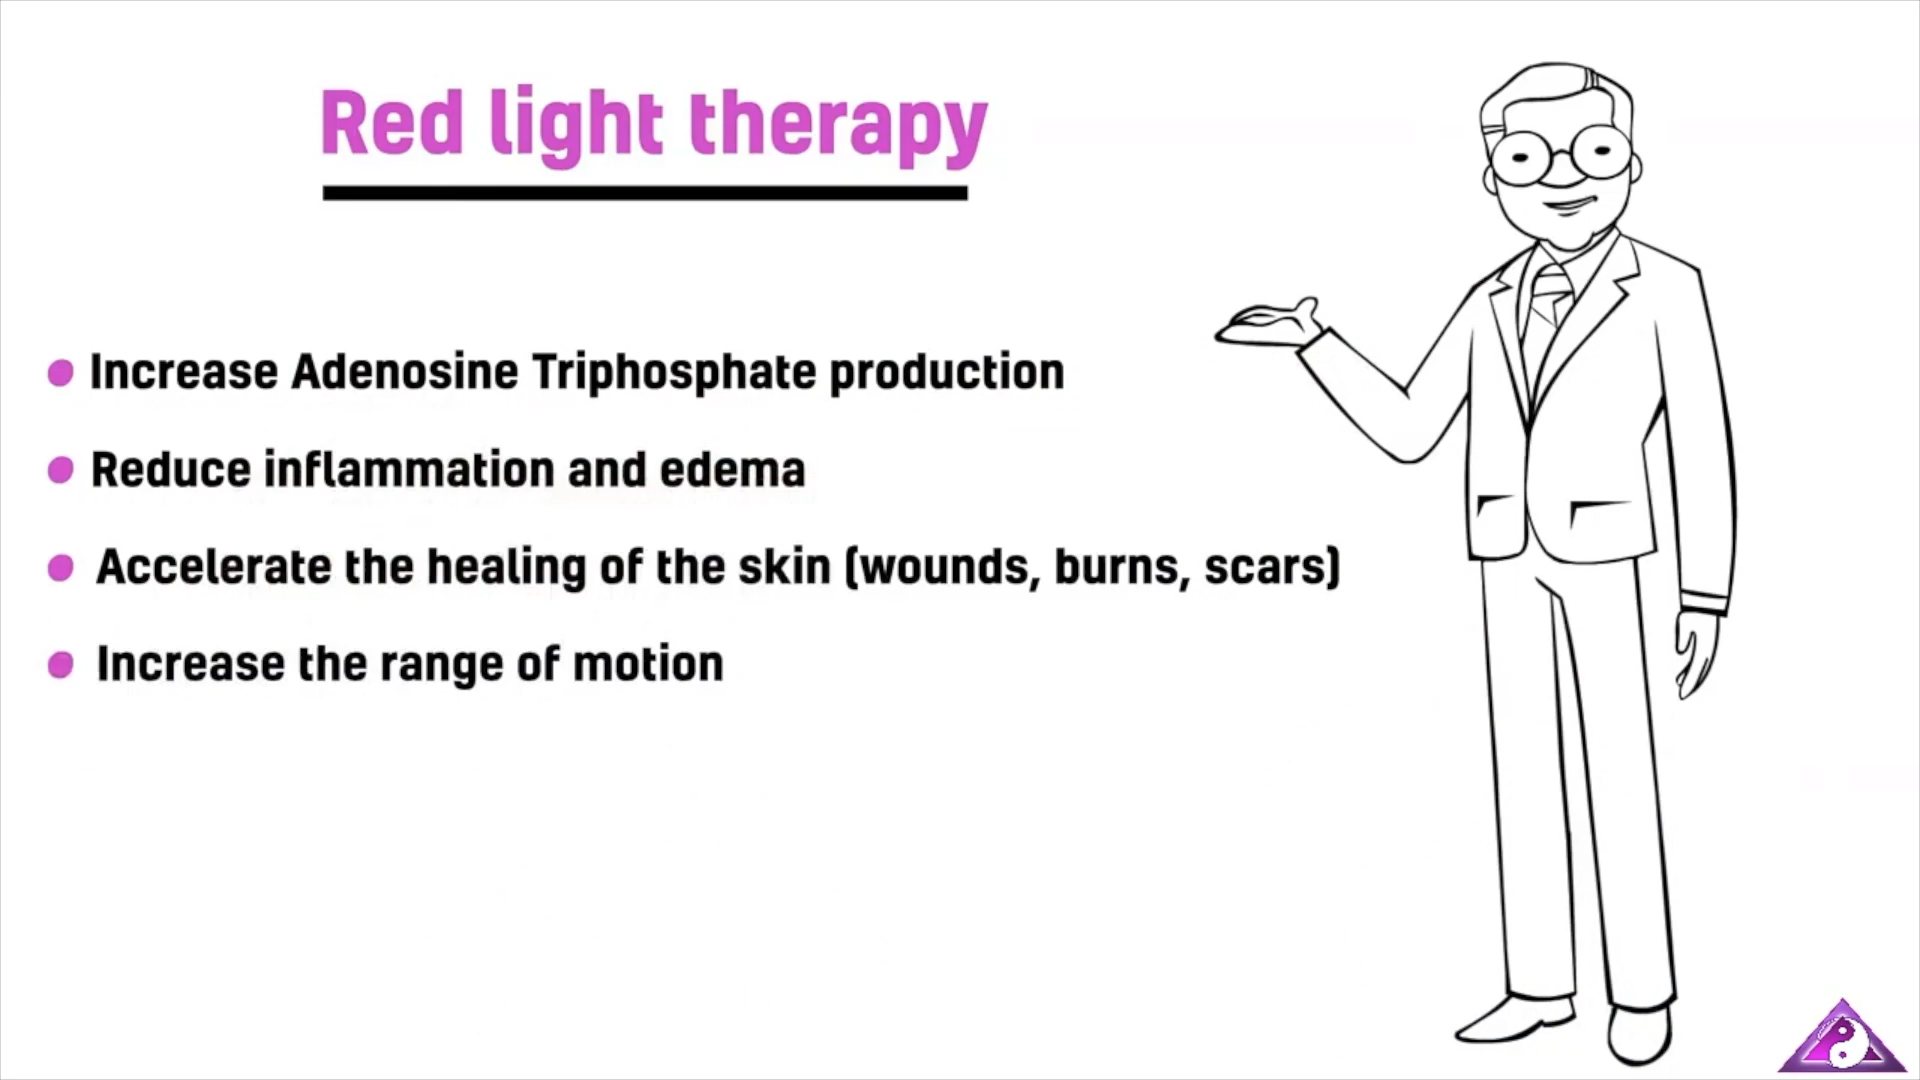 Red light therapy
Increase Adenosine Triphosphate production
Reduce inflammation and edema
Accelerate the healing of the skin (wounds, burns, scars)
Increase the range of motion